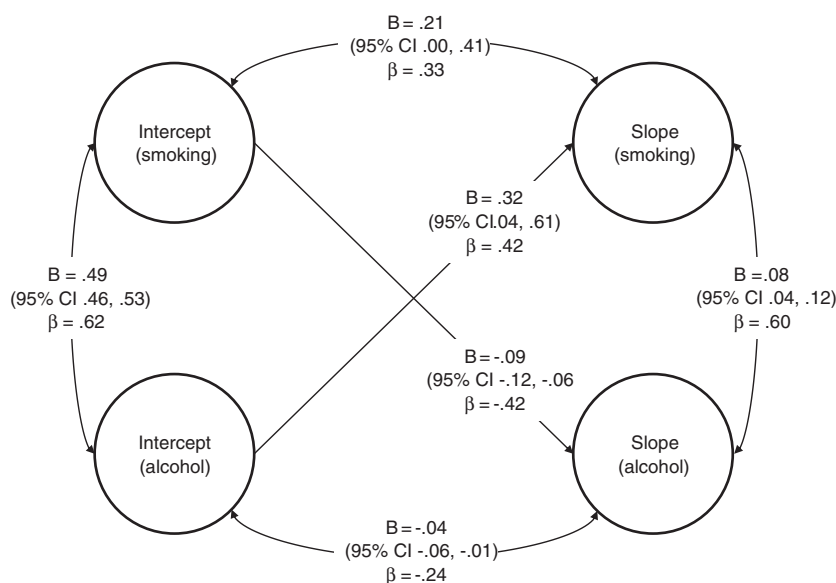 B = .21
(95% CI .00, .41)
β = .33
Intercept
(smoking)
Slope
(smoking)
B = .32
(95% CI.04, .61)
β = .42
B = .49
(95% CI .46, .53)
β = .62
B =.08
(95% CI .04, .12)
β = .60
B =-.09
(95% CI -.12, -.06
β =-.42
Intercept
(alcohol)
Slope
(alcohol)
B =-.04
(95% CI -.06, -.01)
β =-.24